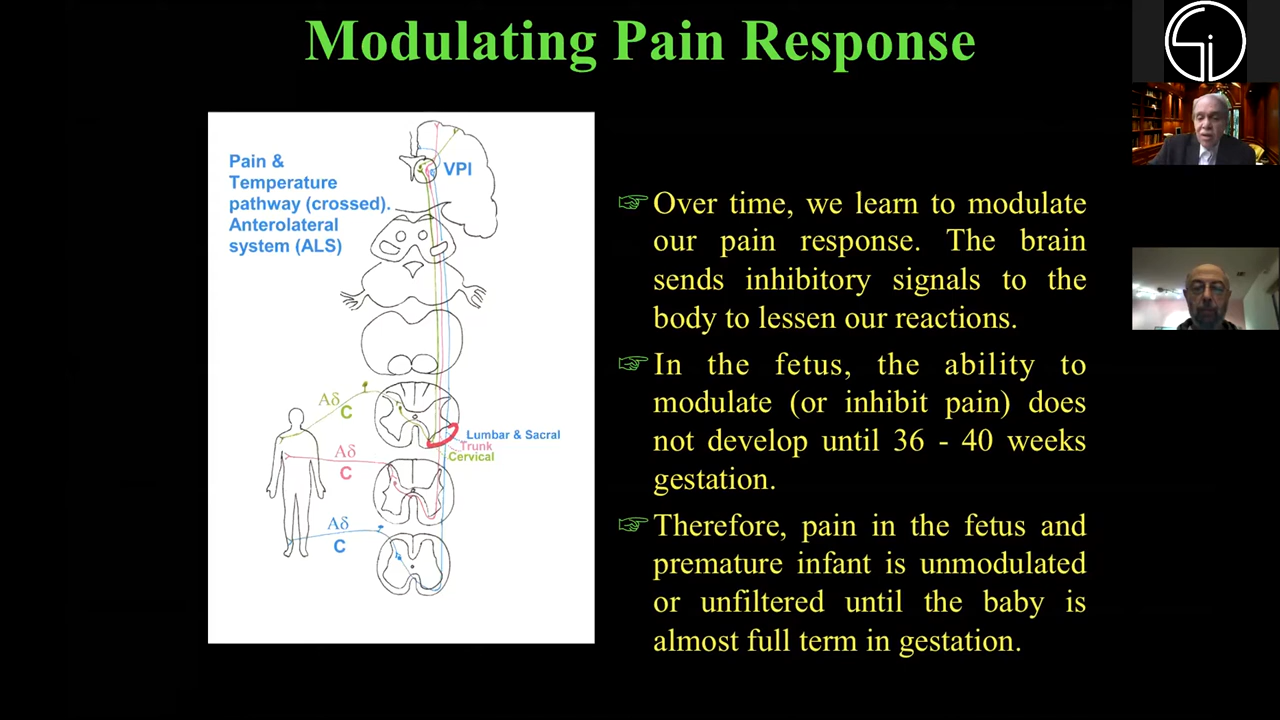 Modulating Pain Response
Pain &
Temperature
pathway (crossed).
Anterolateral
system (ALS)
VPI
Aδ
C
Lumbar & Sacral
Trunk
Cervical
Aδ
C
Aδ
C
☞Over time, we learn to modulate
our pain response. The brain
sends inhibitory signals to the
body to lessen our reactions.
☞In the fetus, the ability to
modulate (or inhibit pain) does
not develop until 36 - 40 weeks
gestation.
☞Therefore, pain in the fetus and
premature infant is unmodulated
or unfiltered until the baby is
almost full term in gestation.